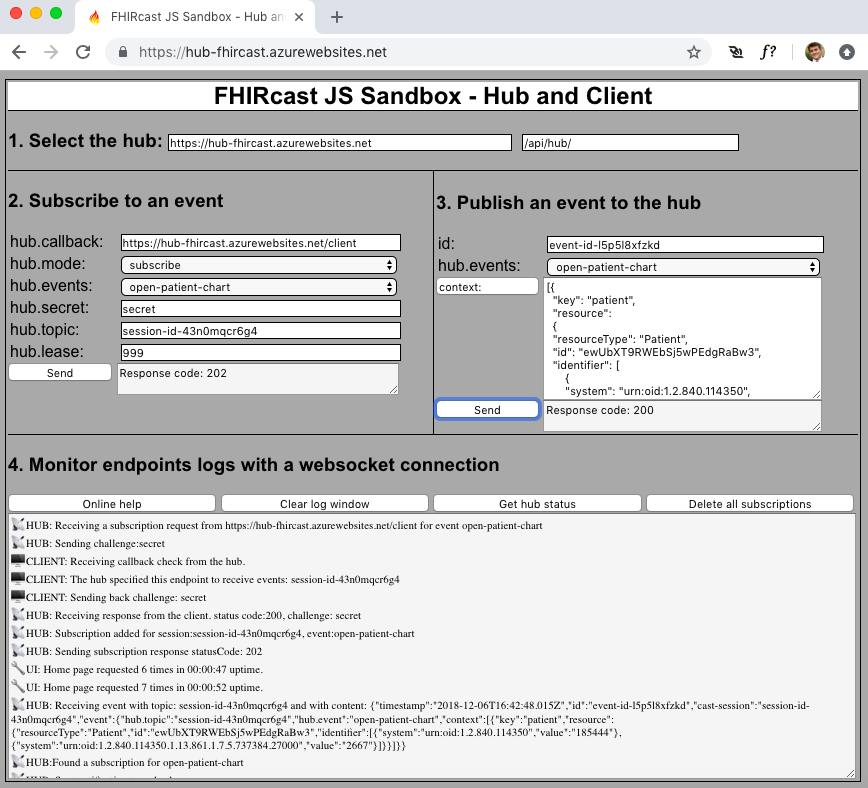 FHIRcast JS Sandbox - Hub an
https://hub-fhircast.azurewebsites.net
f?
FHIRcast JS Sandbox - Hub and Client
1. Select the hub: https://hub-fhircast.azurewebsites.net /api/hub/
2. Subscribe to an event
hub.callback: https://hub-fhircast.azurewebsites.net/client
hub.mode: subscribe
hub.events: open-patient-chart
hub.secret: secret
hub.topic: session-id-43n0mqcr6g4
hub.lease: 999
Send Response code: 202
3. Publish an event to the hub
id: event-id-l5p5l8xfzkd
hub.events: open-patient-chart
context: [{
"key": "patient",
"resource":
{
"resourceType": "Patient",
"id": "ewUbXT9RWEbSj5wPEdgRaBw3",
"identifier": [
{
"system": "urn:oid:1.2.840.114350",
Send Response code: 200
4. Monitor endpoints logs with a websocket connection
Online help Clear log window Get hub status Delete all subscriptions
HUB: Receiving a subscription request from https://hub-fhircast.azurewebsites.net/client for event open-patient-chart
HUB: Sending challenge:secret
CLIENT: Receiving callback check from the hub.
CLIENT: The hub specified this endpoint to receive events: session-id-43n0mqcr6g4
CLIENT: Sending back challenge: secret
HUB: Receiving response from the client. status code:200, challenge: secret
HUB: Subscription added for session:session-id-43n0mqcr6g4, event:open-patient-chart
HUB: Sending subscription response statusCode: 202
UI: Home page requested 6 times in 00:00:47 uptime.
UI: Home page requested 7 times in 00:00:52 uptime.
HUB: Receiving event with topic: session-id-43n0mqcr6g4 and with content: {"timestamp":"2018-12-06T16:42:48.015Z","id":"event-id-l5p5l8xfzkd","cast-session":"session-id-
43n0mqcr6g4","event":{"hub.topic":"session-id-43n0mqcr6g4","hub.event":"open-patient-chart","context":[{"key":"patient","resource":
{"resourceType":"Patient","id":"ewUbXT9RWEbSj5wPEdgRaBw3","identifier":[{"system":"urn:oid:1.2.840.114350","value":"185444"},
{"system":"urn:oid:1.2.840.114350.1.13.861.1.7.5.737384.27000","value":"2667"}]}}]}}
HUB:Found a subscription for open-patient-chart